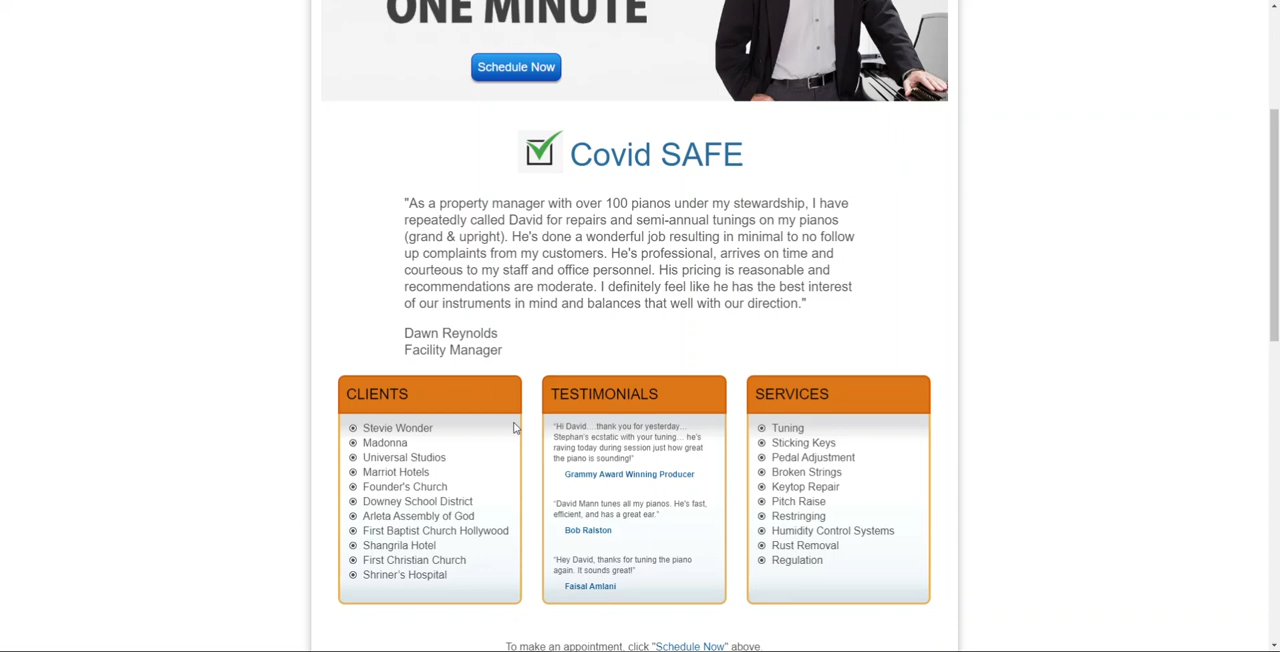 ONE MINUTE
Schedule Now
Covid SAFE
"As a property manager with over 100 pianos under my stewardship, I have
repeatedly called David for repairs and semi-annual tunings on my pianos
(grand & upright). He's done a wonderful job resulting in minimal to no follow
up complaints from my customers. He's professional, arrives on time and
courteous to my staff and office personnel. His pricing is reasonable and
recommendations are moderate. I definitely feel like he has the best interest
of our instruments in mind and balances that well with our direction."
Dawn Reynolds
Facility Manager
CLIENTS
Stevie Wonder
Madonna
Universal Studios
Marriot Hotels
Founder's Church
Downey School District
Arleta Assembly of God
First Baptist Church Hollywood
Shangrila Hotel
First Christian Church
Shriner's Hospital
TESTIMONIALS
“Hi David… thank you for yesterday…
Stephan's ecstatic with your tuning… he's
raving today during session just how great
the piano is sounding!”
Grammy Award Winning Producer
“David Mann tunes all my pianos. He's fast,
efficient, and has a great ear.”
Bob Ralston
“Hey David, thanks for tuning the piano
again. It sounds great!”
Faisal Amlani
SERVICES
Tuning
Sticking Keys
Pedal Adjustment
Broken Strings
Keytop Repair
Pitch Raise
Restringing
Humidity Control Systems
Rust Removal
Regulation
To make an appointment, click "Schedule Now" above.